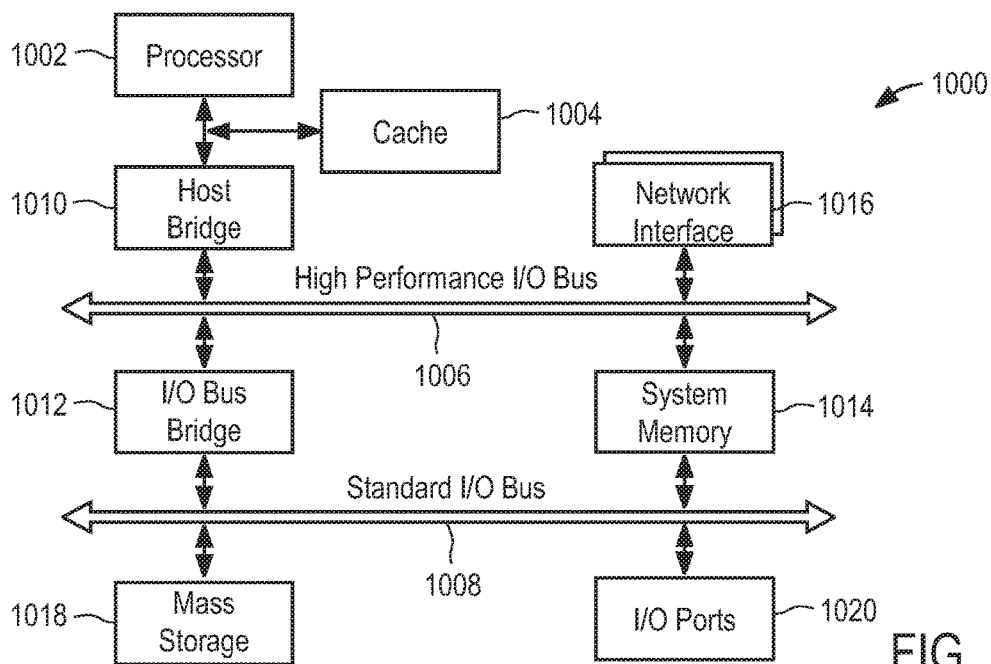 1002
Processor
1000
Cache
1004
1010
Host
Bridge
Network
Interface
1016
High Performance I/O Bus
1006
1012
I/O Bus
Bridge
System
Memory
1014
Standard I/O Bus
1008
1018
Mass
Storage
I/O Ports
1020
FIG